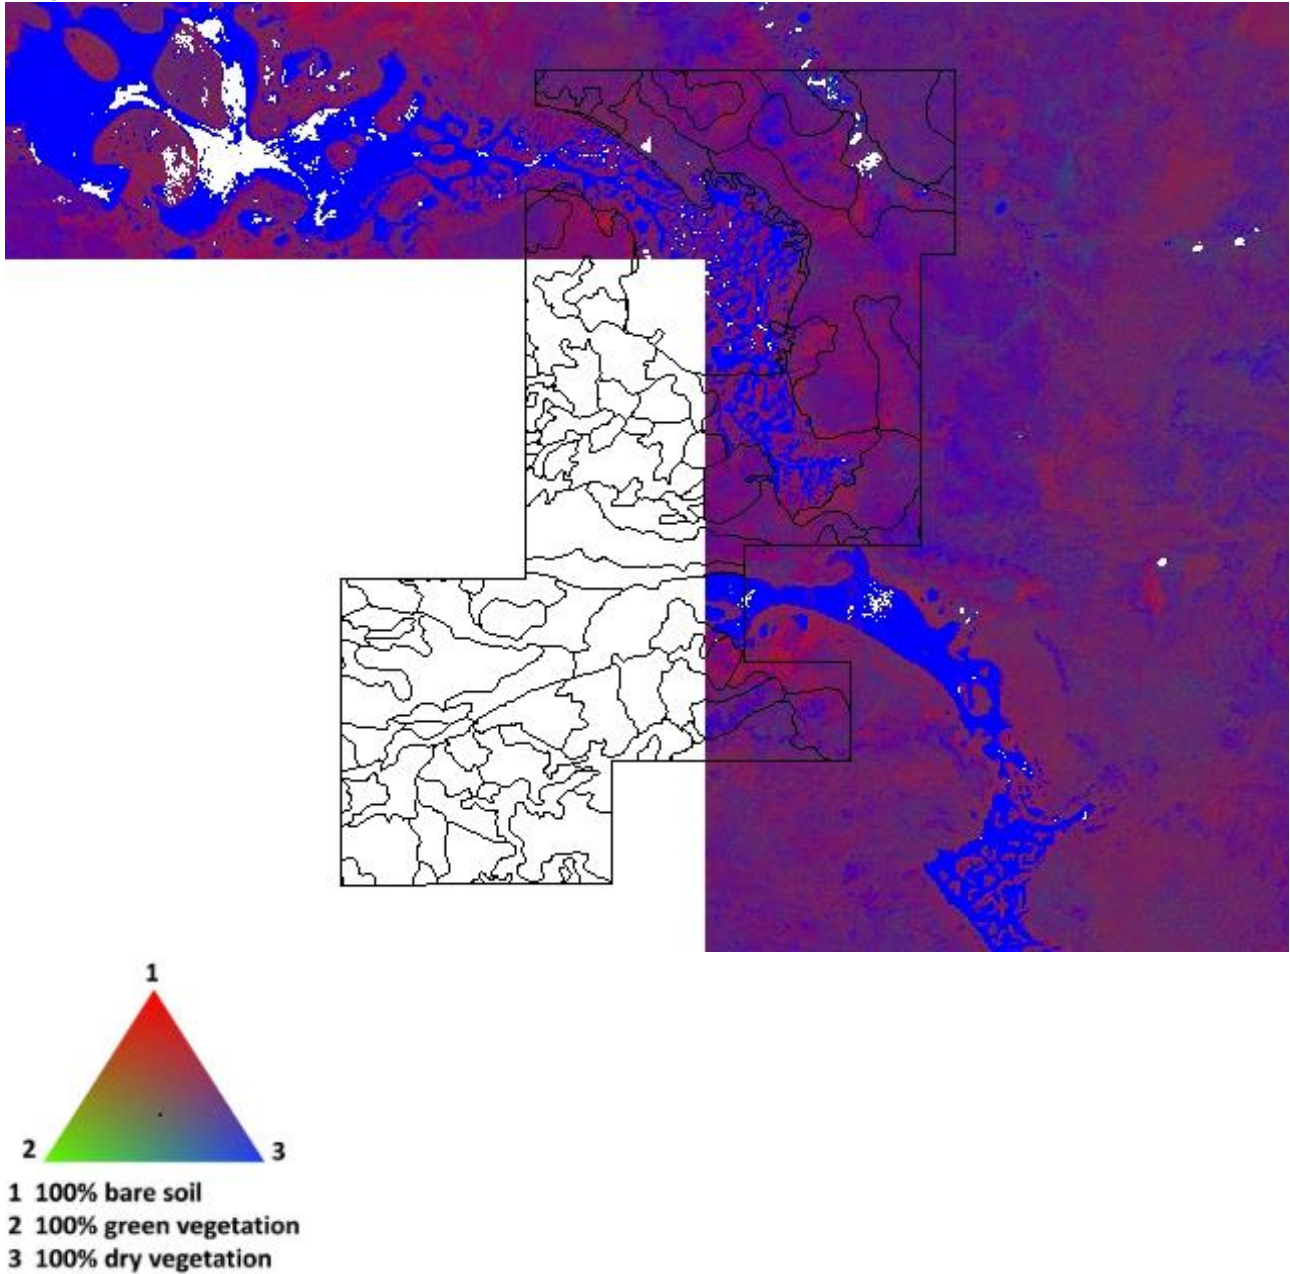 1
2
3
1 100% bare soil
2 100% green vegetation
3 100% dry vegetation